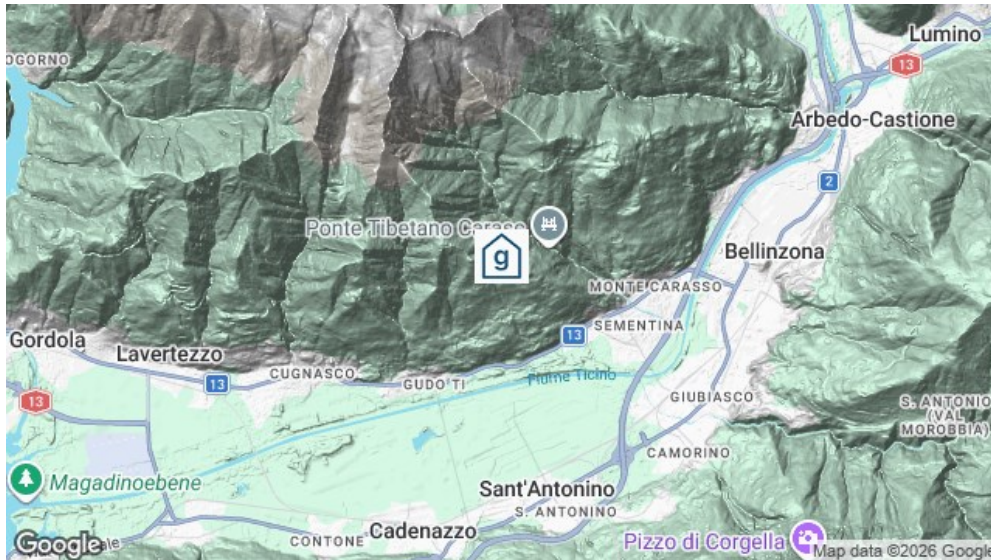 Lumino
OGORNO
13
Arbedo-Castione
2
Ponte Tibetano Carasso
g
Bellinzona
MONTE CARASSO
SEMENTINA
13
Gordola
Lavertezzo
CUGNASCO
13
GUDO TI
Fiume Ticino
13
GIUBIASCO
S. ANTONIO
(VAL
MOROBBIA)
CAMORINO
Magadinoebene
Sant'Antonino
S. ANTONINO
Cadenazzo
CONTONE
Pizzo di Corgella
Google
Map data ©2026 Google